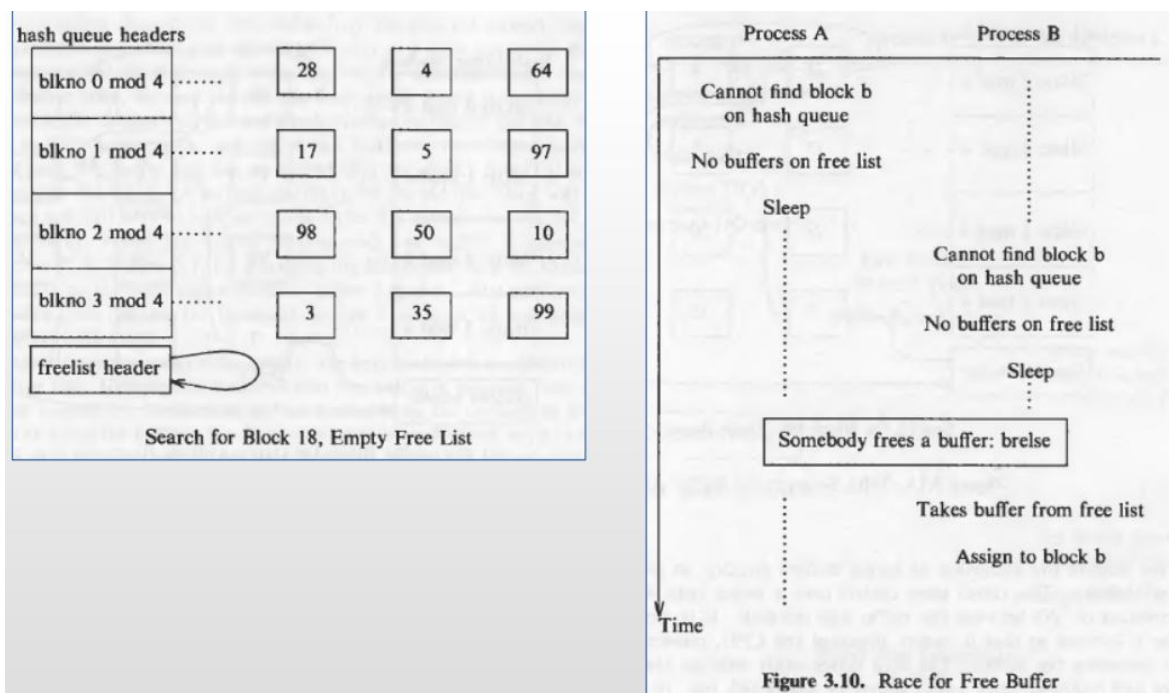 hash queue headers
blkno 0 mod 4 ........ 28 4 64
blkno 1 mod 4 ........ 17 5 97
blkno 2 mod 4 ........ 98 50 10
blkno 3 mod 4 ........ 3 35 99
freelist header
Search for Block 18, Empty Free List
Process A Process B
Cannot find block b
on hash queue
No buffers on free list
Sleep
Cannot find block b
on hash queue
No buffers on free list
Sleep
Somebody frees a buffer: brelse
Takes buffer from free list
Assign to block b
Time
Figure 3.10. Race for Free Buffer